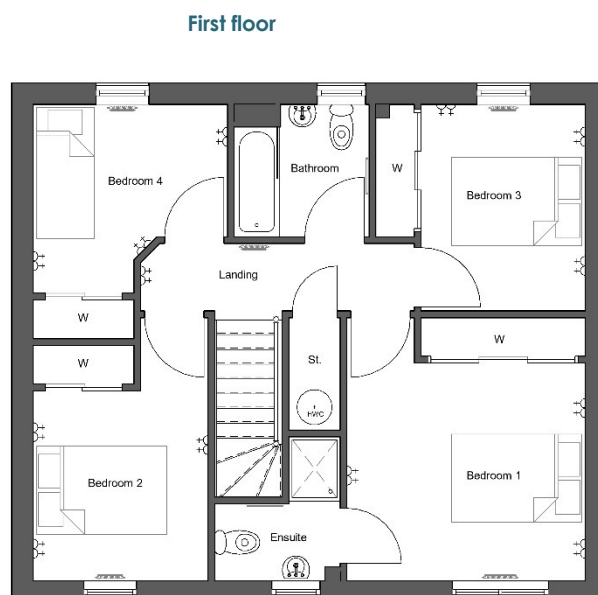 First floor
Bedroom 4
Bathroom
W
Bedroom 3
Landing
W
W
St.
W
HWC
Bedroom 2
Bedroom 1
Ensuite